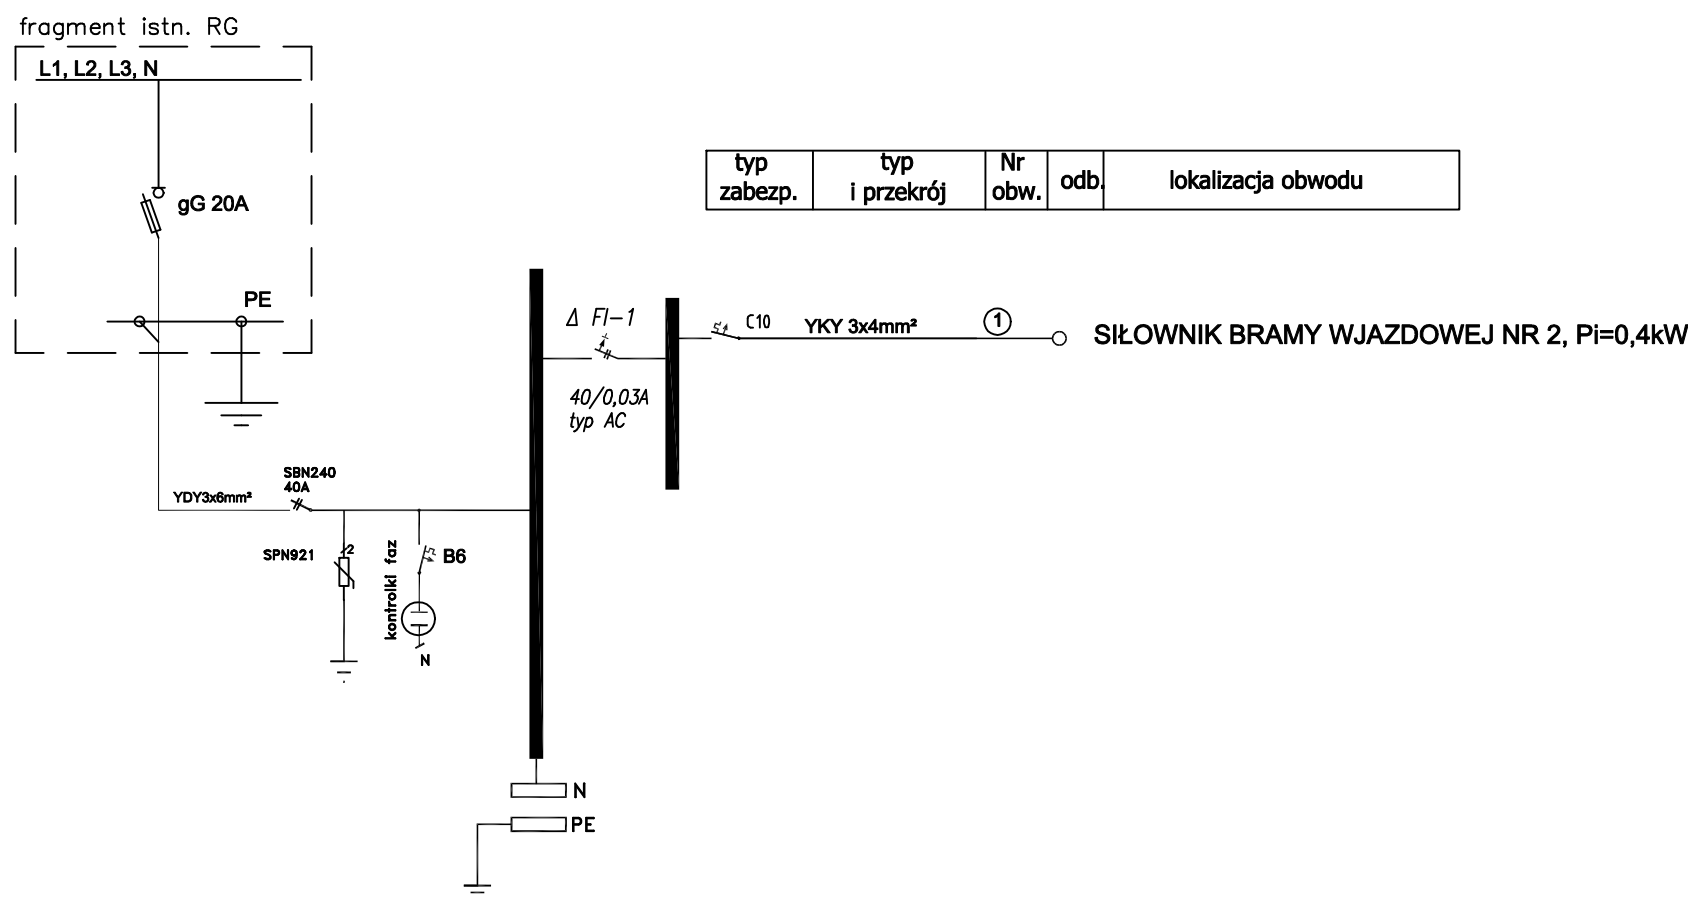 fragment istn. RG
L1, L2, L3, N
gG 20A
PE
typ
zabezp.
typ
i przekrój
Nr
obw.
odb.
lokalizacja obwodu
Δ FI-1
40/0,03A
typ AC
C10
YKY 3x4mm²
1
SIŁOWNIK BRAMY WJAZDOWEJ NR 2, Pi=0,4kW
SBN240
40A
YDY3x6mm²
SPN921
2
kontrolki faz
B6
N
N
PE